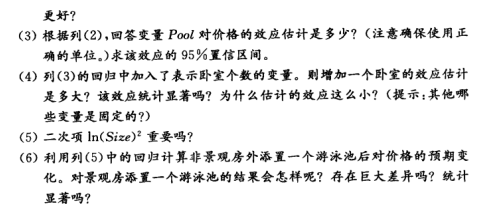 更好?
(3) 根据列(2),回答变量 Pool 对价格的效应估计是多少?(注意确保使用正
确的单位。)求该效应的 95%置信区间。
(4) 列(3)的回归中加入了表示卧室个数的变量。则增加一个卧室的效应估计
是多大?该效应统计显著吗?为什么估计的效应这么小?(提示:其他哪
些变量是固定的?)
(5) 二次项 ln(Size)² 重要吗?
(6) 利用列(5)中的回归计算非景观房外添置一个游泳池后对价格的预期变
化。对景观房添置一个游泳池的结果会怎样呢?存在巨大差异吗?统计
显著吗?